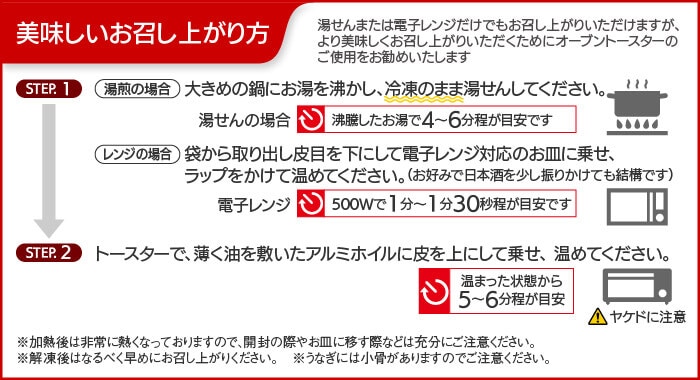 美味しいお召し上がり方
湯せんまたは電子レンジだけでもお召し上がりいただけますが、
より美味しくお召し上がりいただくためにオーブントースターの
ご使用をお勧めいたします
STEP. 1
湯煎の場合 大きめの鍋にお湯を沸かし、冷凍のまま湯せんしてください。
湯せんの場合 沸騰したお湯で4〜6分程が目安です
レンジの場合 袋から取り出し皮目を下にして電子レンジ対応のお皿に乗せ、
ラップをかけて温めてください。(お好みで日本酒を少し振りかけても結構です)
電子レンジ 500Wで1分〜1分30秒程が目安です
STEP. 2 トースターで、薄く油を敷いたアルミホイルに皮を上にして乗せ、温めてください。
温まった状態から
5〜6分程が目安
ヤケドに注意
※加熱後は非常に熱くなっておりますので、開封の際やお皿に移す際などは充分にご注意ください。
※解凍後はなるべく早めにお召し上がりください。 ※うなぎには小骨がありますのでご注意ください。